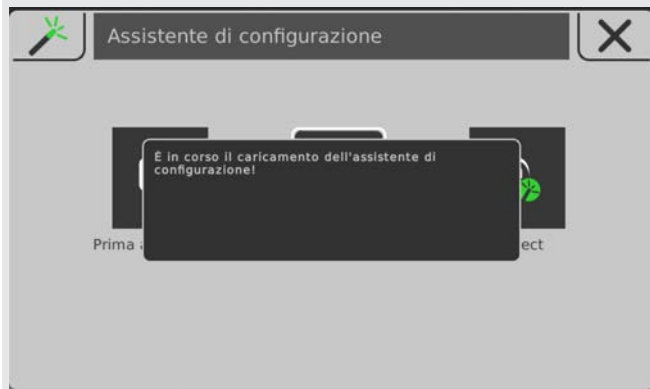 Assistente di configurazione
È in corso il caricamento dell'assistente di
configurazione!
Prima
ect